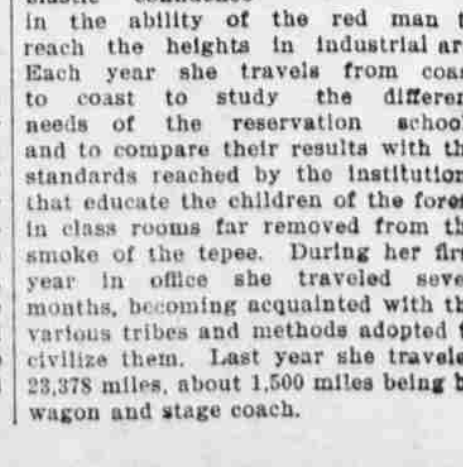 in the ability of the red man t
reach the heights in industrial ar
Each year she travels from coas
to coast to study the differen
needs of the reservation school
and to compare their results with th
standards reached by the institution
that educate the children of the fores
in class rooms far removed from th
smoke of the tepee. During her firs
year in office she traveled seve
months, becoming acquainted with th
various tribes and methods adopted t
civilize them. Last year she travele
23,378 miles, about 1,500 miles being b
wagon and stage coach.